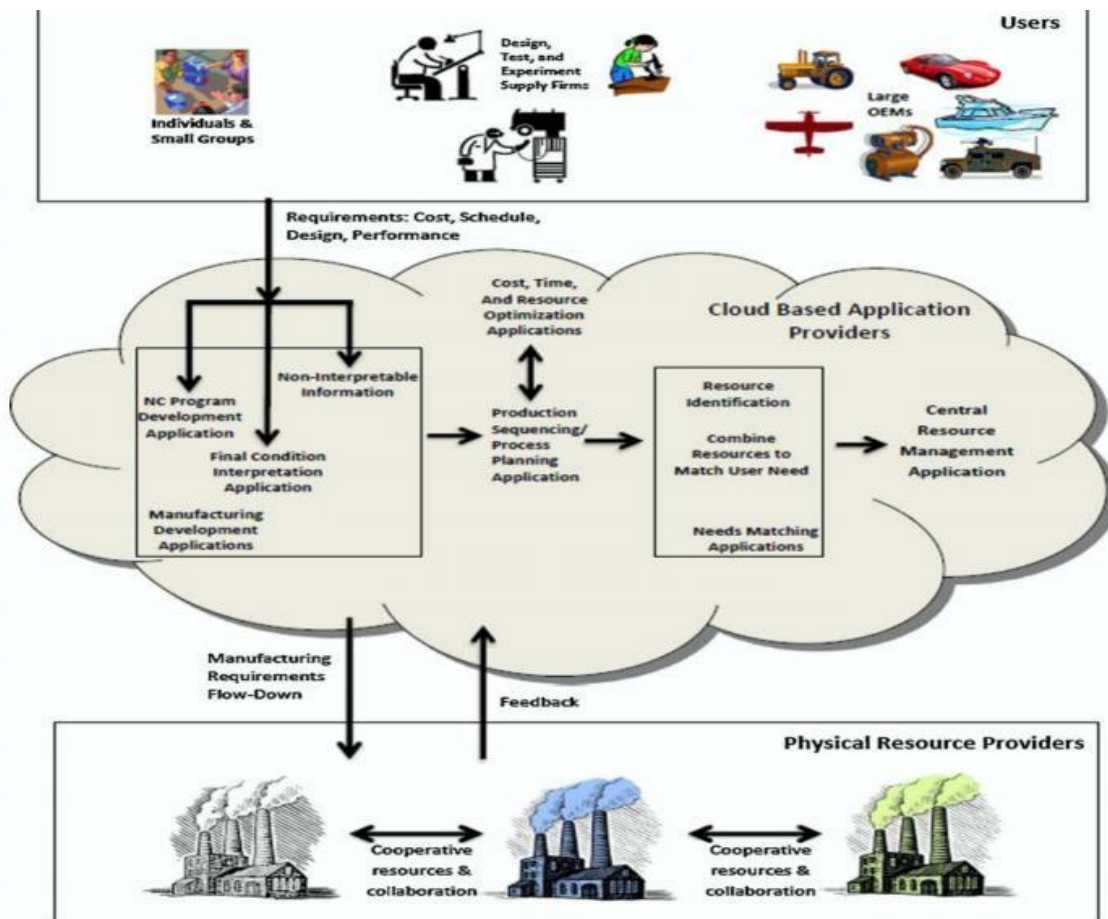 Users
Design,
Test, and
Experiment
Supply Firms
Large
OEMs
Individuals &
Small Groups
Requirements: Cost, Schedule,
Design, Performance
Cost, Time,
And Resource
Optimization
Applications
Cloud Based Application
Providers
Non-Interpretable
Information
NC Program
Development
Application
Final Condition
Interpretation
Application
Manufacturing
Development
Applications
Production
Sequencing/
Process
Planning
Application
Resource
Identification
Combine
Resources to
Match User Need
Needs Matching
Applications
Central
Resource
Management
Application
Manufacturing
Requirements
Flow-Down
Feedback
Physical Resource Providers
Cooperative
resources &
collaboration
Cooperative
resources &
collaboration